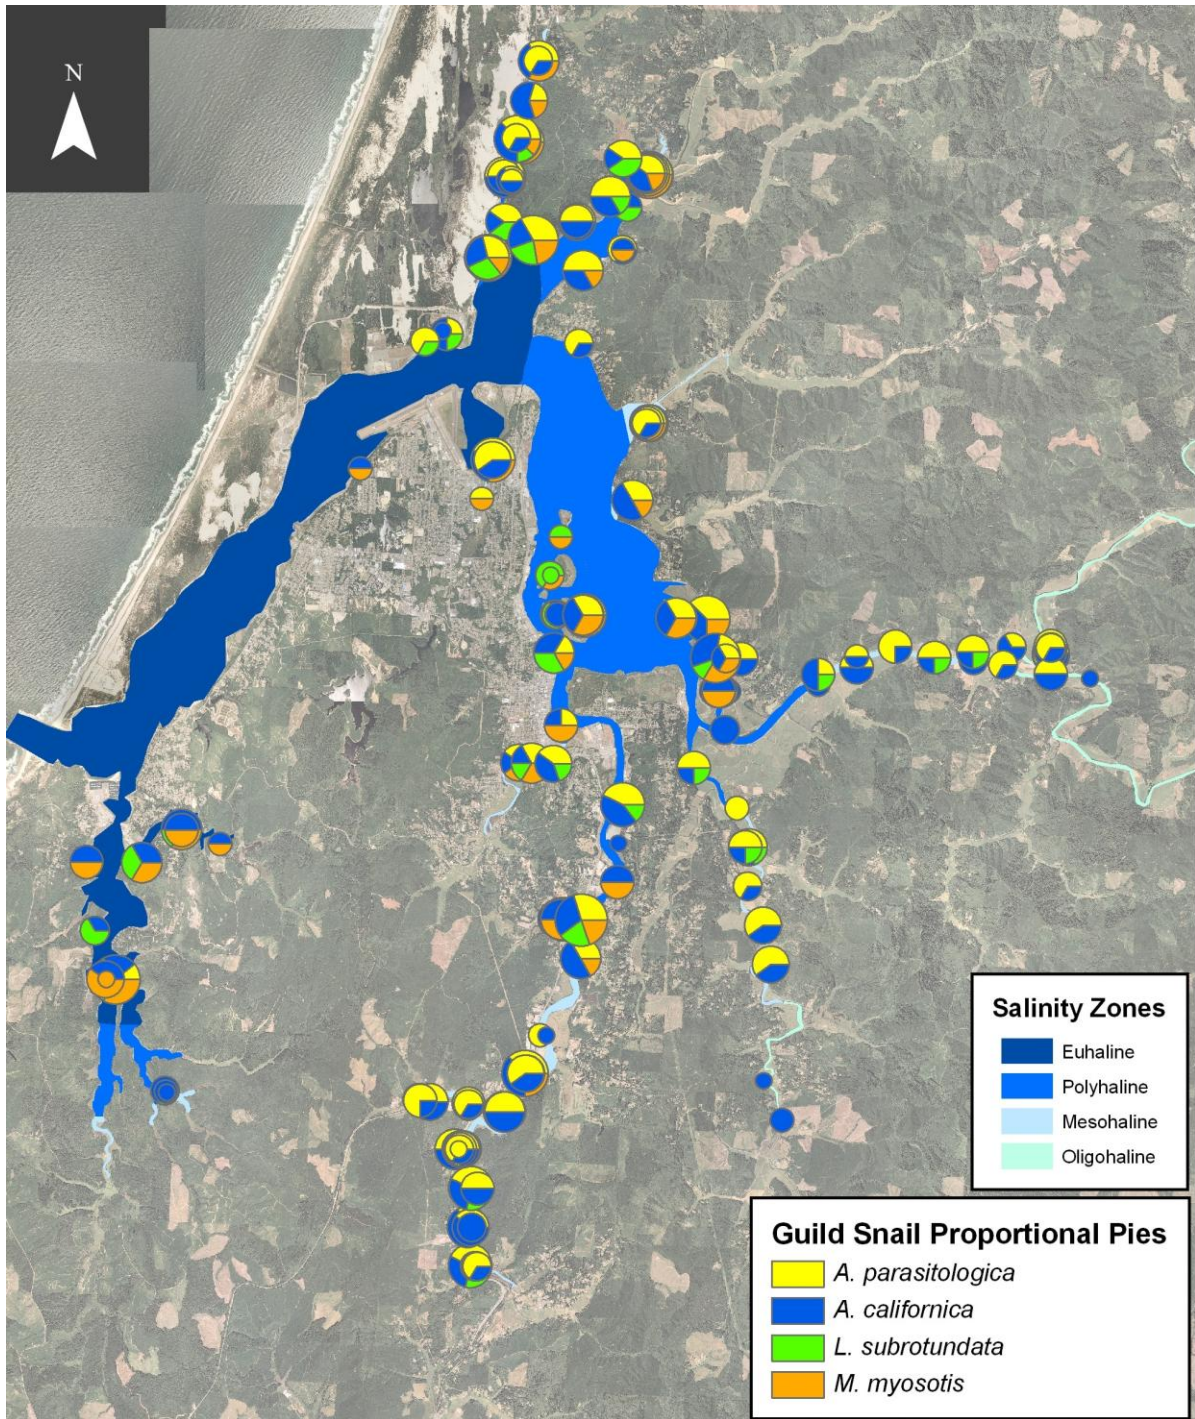 N
Salinity Zones
Euhaline
Polyhaline
Mesohaline
Oligohaline
Guild Snail Proportional Pies
A. parasitologica
A. californica
L. subrotundata
M. myosotis